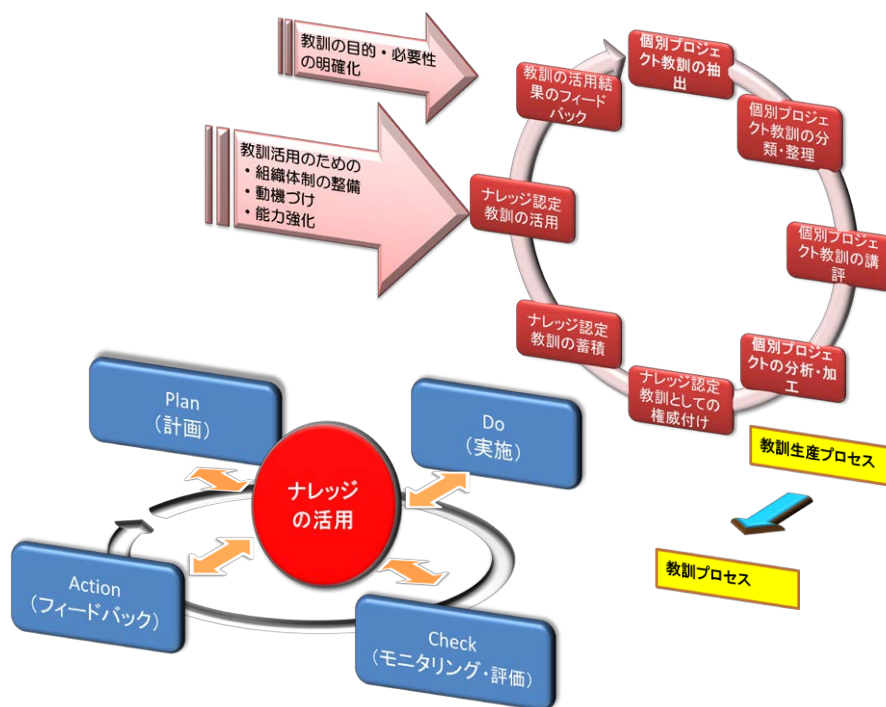 教訓の目的・必要性
の明確化
教訓活用のための
・組織体制の整備
・動機づけ
・能力強化
個別プロジェ
クト教訓の抽
出
個別プロジェ
クト教訓の分
類・整理
個別プロジェ
クト教訓の講
評
個別プロジェ
クトの分析・加
工
ナレッジ認定
教訓としての
権威付け
ナレッジ認定
教訓の蓄積
ナレッジ認定
教訓の活用
教訓の活用結
果のフィード
バック
Plan
（計画）
Do
（実施）
ナレッジ
の活用
Action
（フィードバック）
Check
（モニタリング・評価）
教訓生産プロセス
教訓プロセス